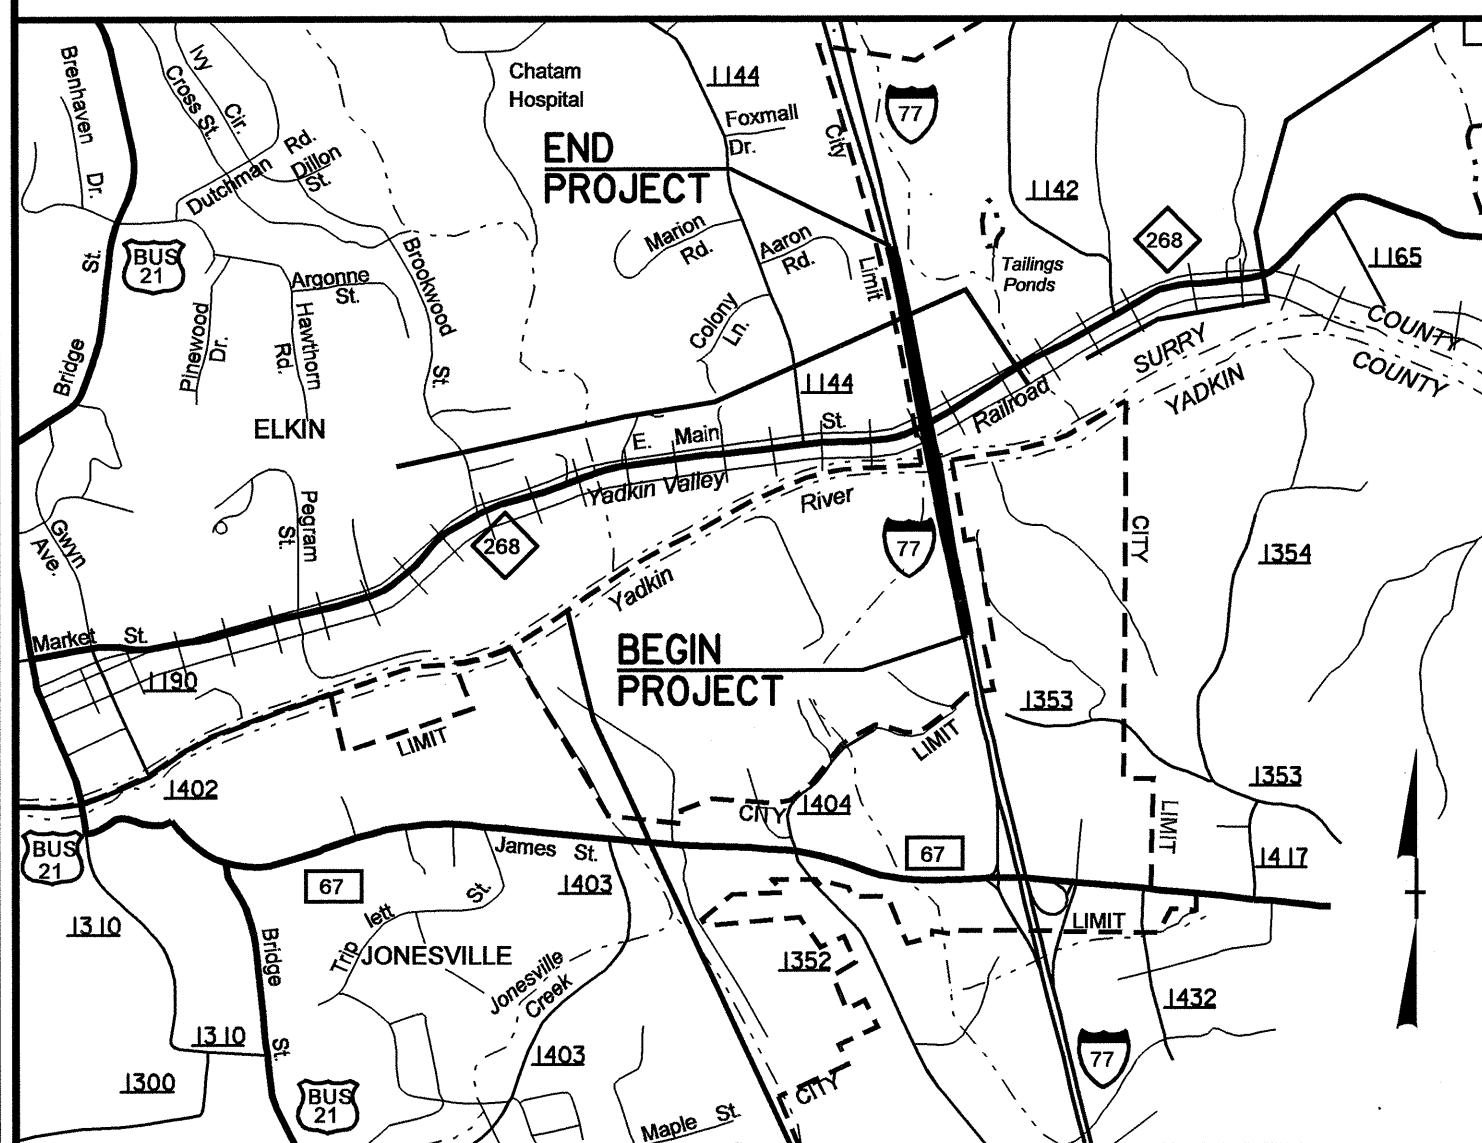 Brenhaven Dr.
Ivy Cir.
Cross St.
Dutchman Rd.
Dillon
St.
Chatam
Hospital
1144
Foxmall
Dr.
City Limit
77
END
PROJECT
1142
268
1165
Marion
Rd.
Aaron
Rd.
Tailings
Ponds
BUS
21
Bridge St.
Argonne
St.
Brookwood St.
Pinewood
Dr.
Hawthorn
Rd.
Colony
Ln.
SURRY COUNTY
YADKIN COUNTY
1144
Railroad
ELKIN
E. Main St.
Yadkin Valley
River
Yadkin
Pegram
St.
Gwyn
Ave.
268
77
CITY
1354
Market St.
1190
BEGIN
PROJECT
1353
LIMIT
LIMIT
1402
CITY
1404
1353
LIMIT
BUS
21
James St.
67
1403
67
1417
1310
Trip lett St.
JONESVILLE
Bridge St.
Jonesville
Creek
1352
LIMIT
1432
1310
1403
77
1300
BUS
21
CITY
Maple St.